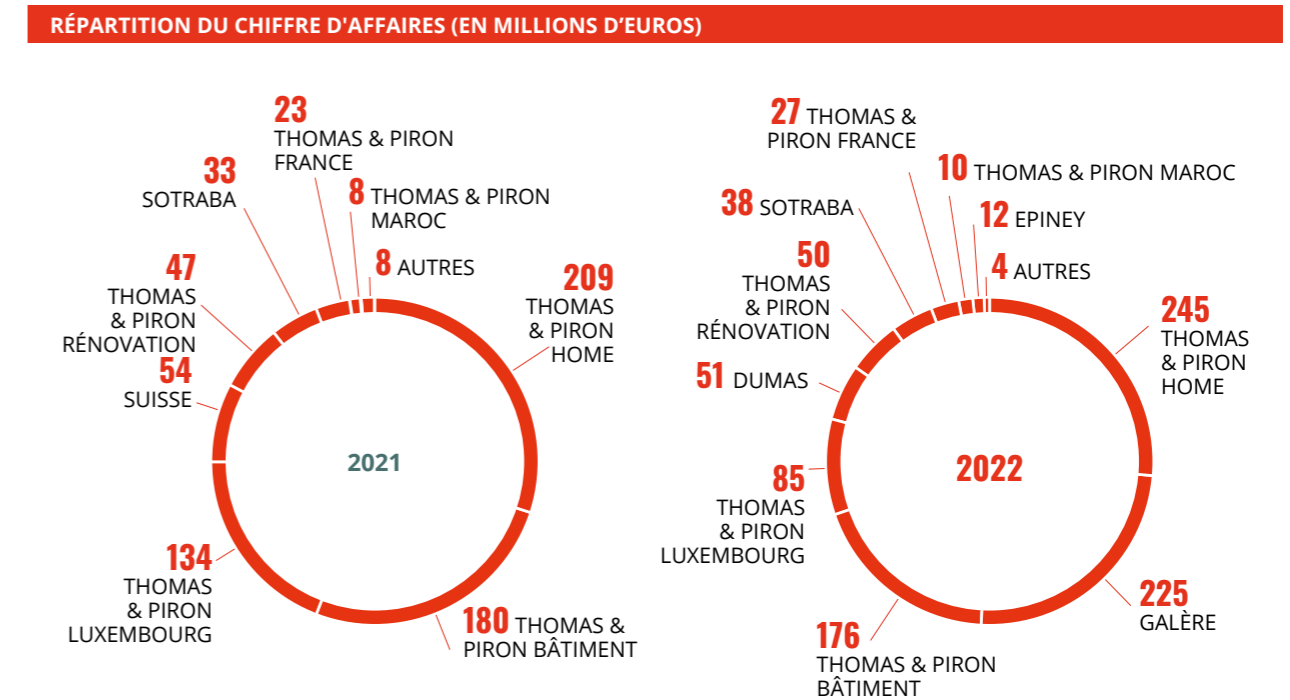 RÉPARTITION DU CHIFFRE D'AFFAIRES (EN MILLIONS D’EUROS)
23
THOMAS & PIRON
FRANCE
33
SOTRABA
8 THOMAS & PIRON
MAROC
8 AUTRES
47
THOMAS
& PIRON
RÉNOVATION
209
THOMAS
& PIRON
HOME
54
SUISSE
2021
134
THOMAS
& PIRON
LUXEMBOURG
180 THOMAS &
PIRON BÂTIMENT
27 THOMAS &
PIRON FRANCE
10 THOMAS & PIRON MAROC
38 SOTRABA
12 EPINEY
50
THOMAS
& PIRON
RÉNOVATION
4 AUTRES
245
THOMAS
& PIRON
HOME
51 DUMAS
2022
85
THOMAS
& PIRON
LUXEMBOURG
225
GALÈRE
176
THOMAS & PIRON
BÂTIMENT